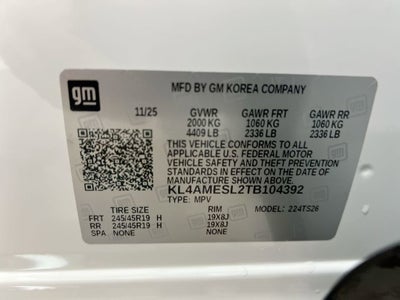 gm
MFD BY GM KOREA COMPANY
11/25 GVWR GAWR FRT GAWR RR
2000 KG 1060 KG 1060 KG
4409 LB 2336 LB 2336 LB
THIS VEHICLE CONFORMS TO ALL
APPLICABLE U.S. FEDERAL MOTOR
VEHICLE SAFETY AND THEFT PREVENTION
STANDARDS IN EFFECT ON THE DATE OF
MANUFACTURE SHOWN ABOVE.
KL4AMESL2TB104392
TYPE: MPV MODEL: 224TS26
TIRE SIZE RIM
FRT 245/45R19 H 19X8J
RR 245/45R19 H 19X8J
SPA NONE NONE